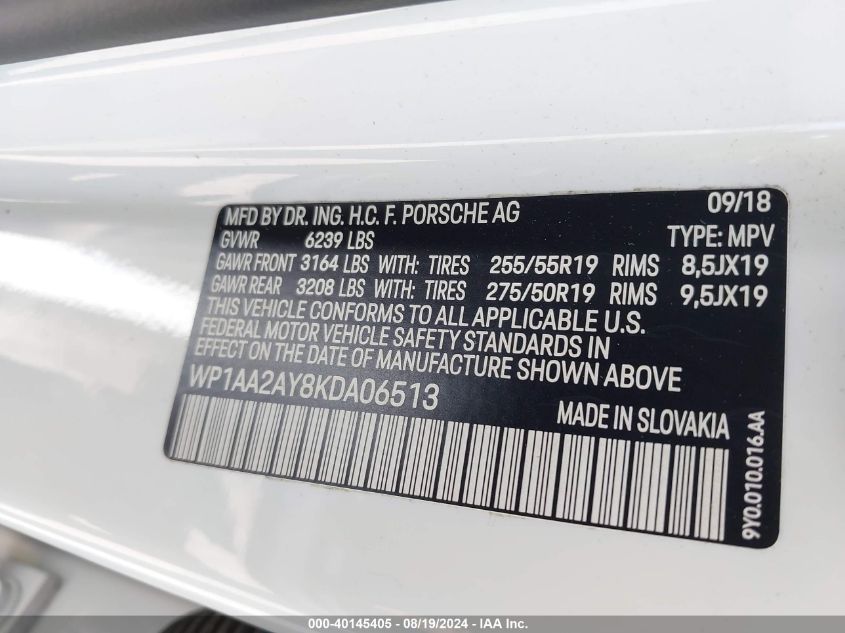 MFD BY DR. ING. H.C. F. PORSCHE AG 09/18
GVWR 6239 LBS TYPE: MPV
GAWR FRONT 3164 LBS WITH: TIRES 255/55R19 RIMS 8,5JX19
GAWR REAR 3208 LBS WITH: TIRES 275/50R19 RIMS 9,5JX19
THIS VEHICLE CONFORMS TO ALL APPLICABLE U.S.
FEDERAL MOTOR VEHICLE SAFETY STANDARDS IN
EFFECT ON THE DATE OF MANUFACTURE SHOWN ABOVE.
WP1AA2AY8KDA06513
MADE IN SLOVAKIA
9Y0.010.016.AA
000-40145405 - 08/19/2024 - IAA Inc.